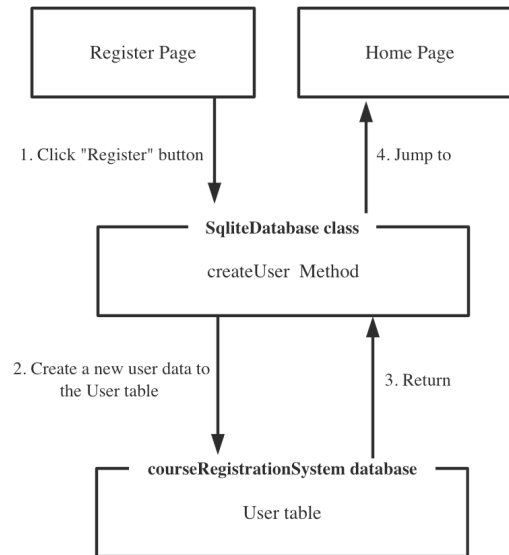 Register Page
Home Page
1. Click "Register" button
4. Jump to
SqliteDatabase class
createUser Method
2. Create a new user data to
the User table
3. Return
courseRegistrationSystem database
User table